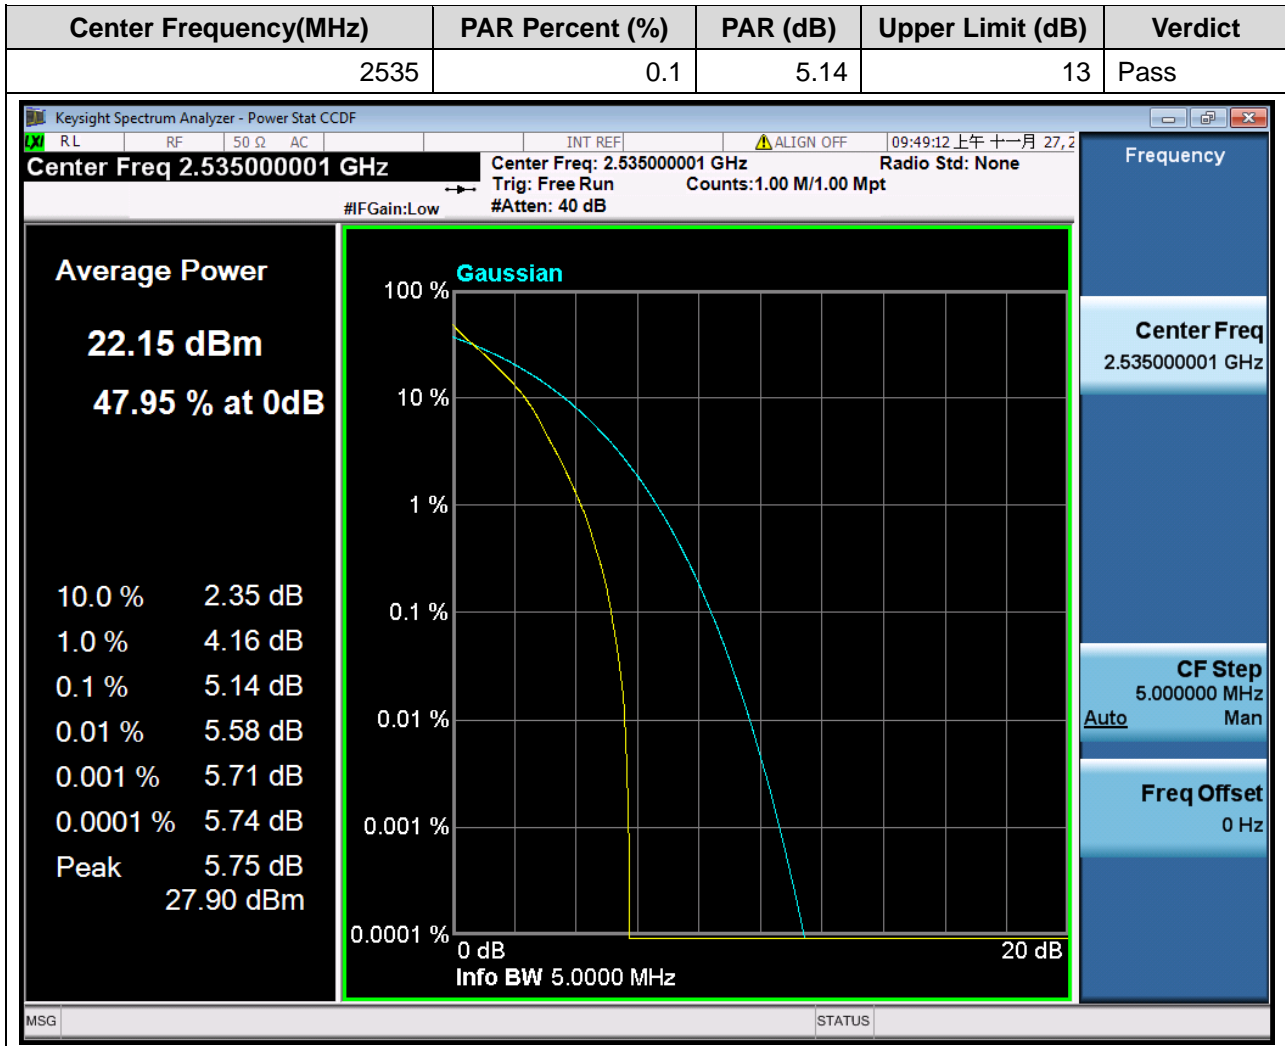 Center Frequency(MHz) PAR Percent (%) PAR (dB) Upper Limit (dB) Verdict
2535 0.1 5.14 13 Pass
Keysight Spectrum Analyzer - Power Stat CCDF
LXI RL RF 50 Ω AC INT REF ALIGN OFF 09:49:12 上午 十一月 27, 2
Center Freq 2.535000001 GHz
Center Freq: 2.535000001 GHz Radio Std: None
Trig: Free Run Counts:1.00 M/1.00 Mpt
#IFGain:Low #Atten: 40 dB
Frequency
Average Power
22.15 dBm
47.95 % at 0dB
10.0 % 2.35 dB
1.0 % 4.16 dB
0.1 % 5.14 dB
0.01 % 5.58 dB
0.001 % 5.71 dB
0.0001 % 5.74 dB
Peak 5.75 dB
27.90 dBm
Gaussian
100 %
10 %
1 %
0.1 %
0.01 %
0.001 %
0.0001 %
0 dB 20 dB
Info BW 5.0000 MHz
Center Freq
2.535000001 GHz
CF Step
5.000000 MHz
Auto Man
Freq Offset
0 Hz
MSG STATUS